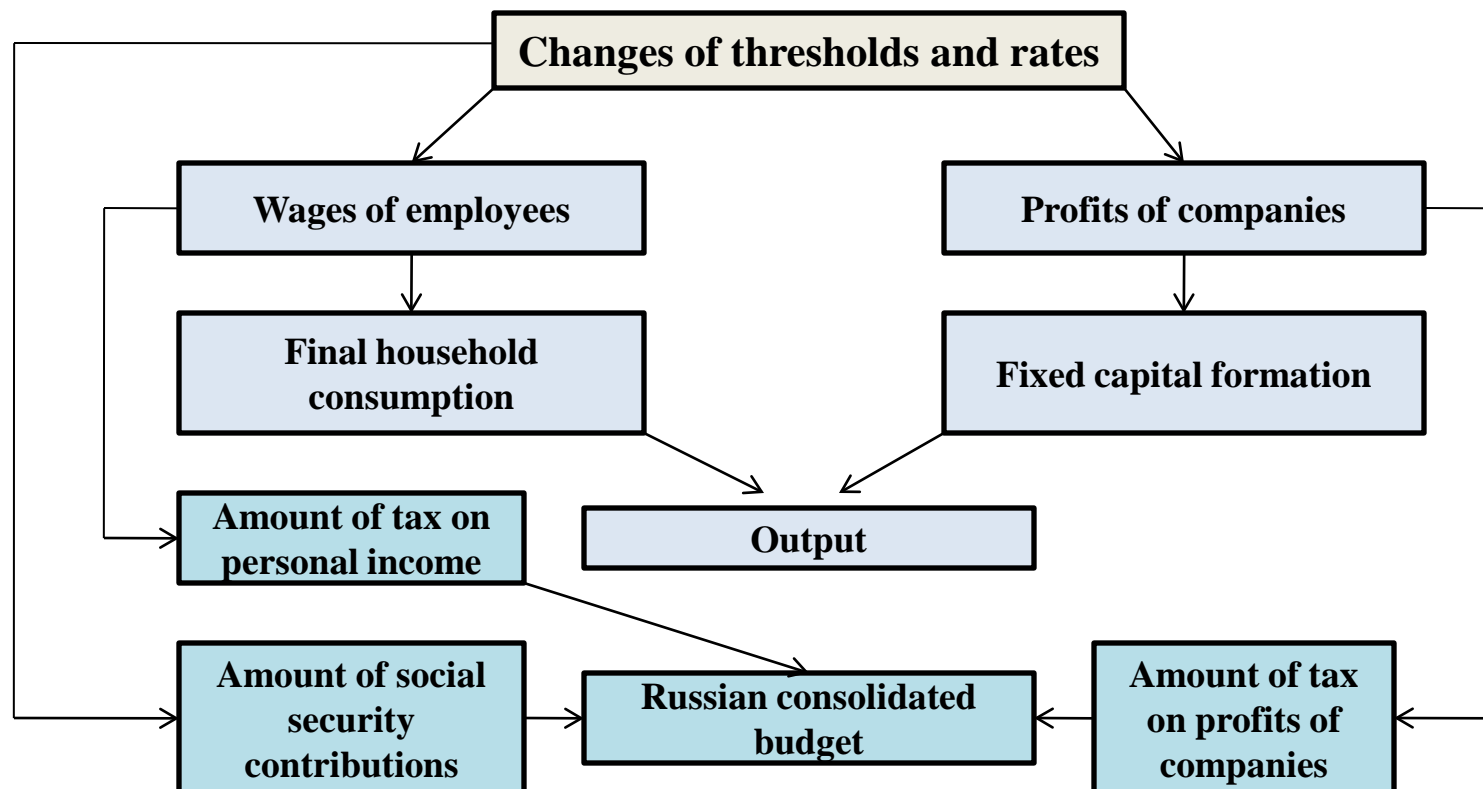 Changes of thresholds and rates
Wages of employees
Profits of companies
Final household
consumption
Fixed capital formation
Amount of tax on
personal income
Output
Amount of social
security
contributions
Russian consolidated
budget
Amount of tax
on profits of
companies